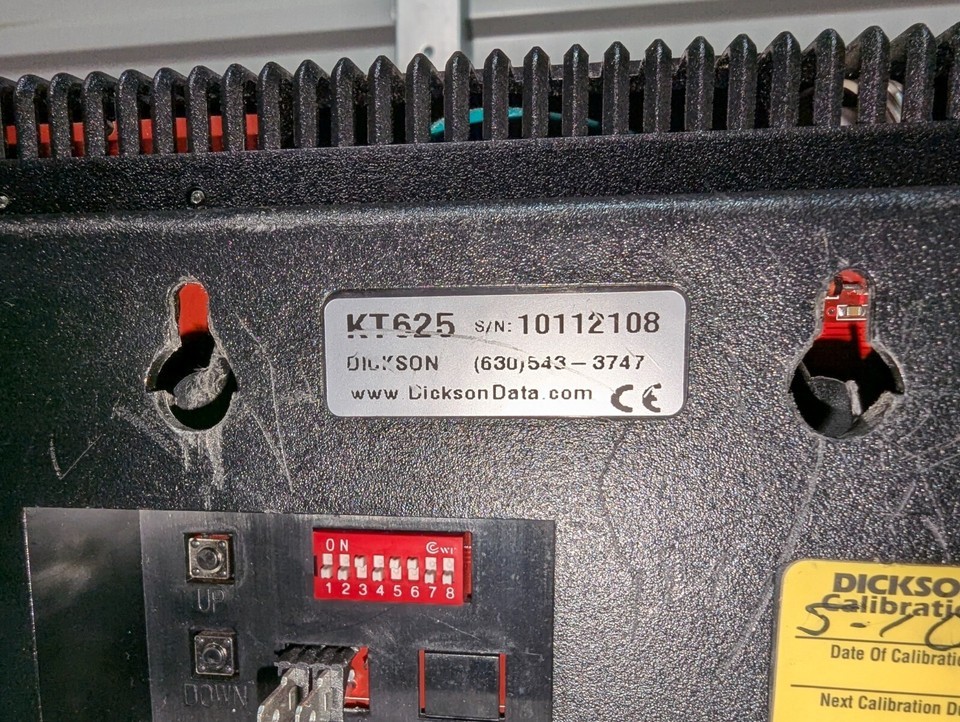 KT625 S/N: 10112108
DICKSON (630)543-3747
www.DicksonData.com CE
ON
1 2 3 4 5 6 7 8
UP
DOWN
DICKSO
Calibrati
Date Of Calibratio
Next Calibration D